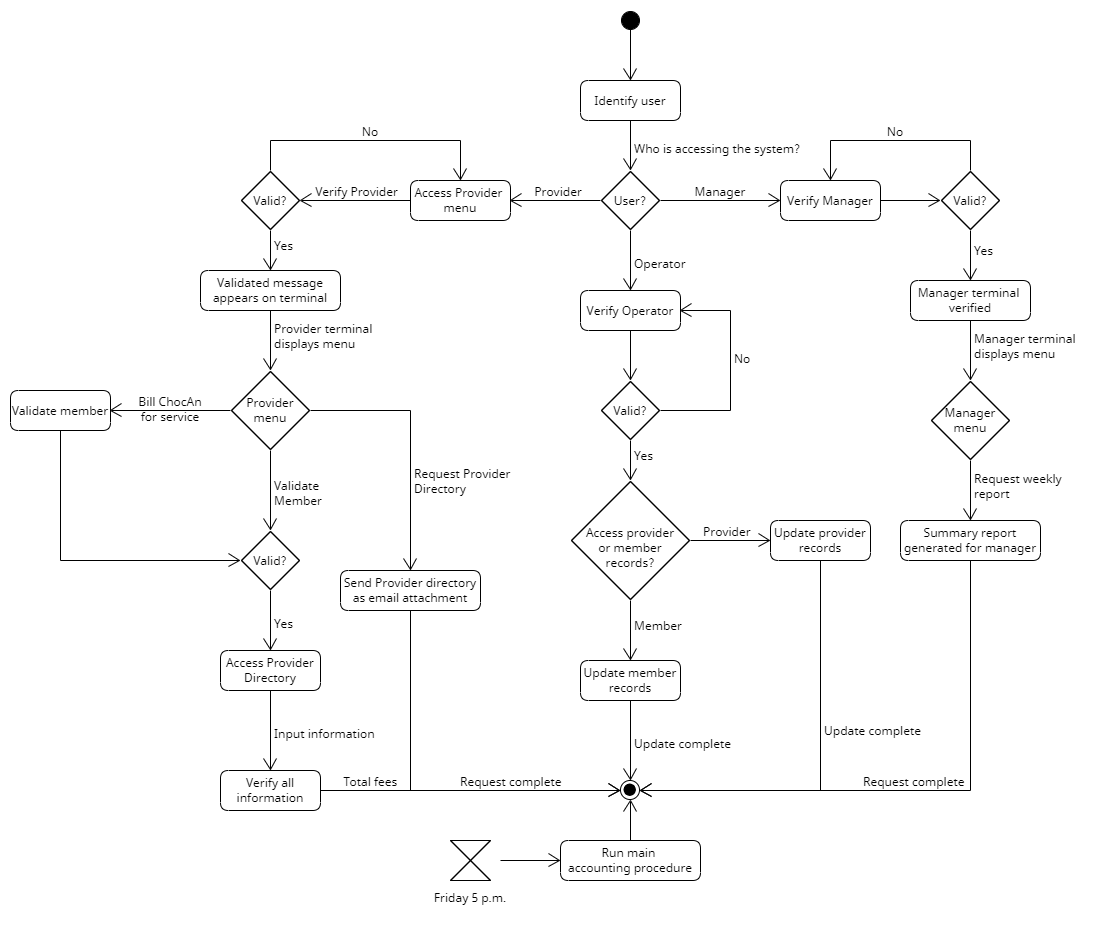 Identify user
No
No
Who is accessing the system?
Valid?
Verify Provider
Access Provider
menu
Provider
User?
Manager
Verify Manager
Valid?
Yes
Yes
Operator
Validated message
appears on terminal
Manager terminal
verified
Verify Operator
Provider terminal
displays menu
Manager terminal
displays menu
No
Validate member
Bill ChocAn
for service
Provider
menu
Valid?
Manager
menu
Yes
Request Provider
Directory
Validate
Member
Request weekly
report
Access provider
or member
records?
Provider
Update provider
records
Summary report
generated for manager
Valid?
Send Provider directory
as email attachment
Yes
Member
Access Provider
Directory
Update member
records
Input information
Update complete
Update complete
Verify all
information
Total fees
Request complete
Request complete
Run main
accounting procedure
Friday 5 p.m.